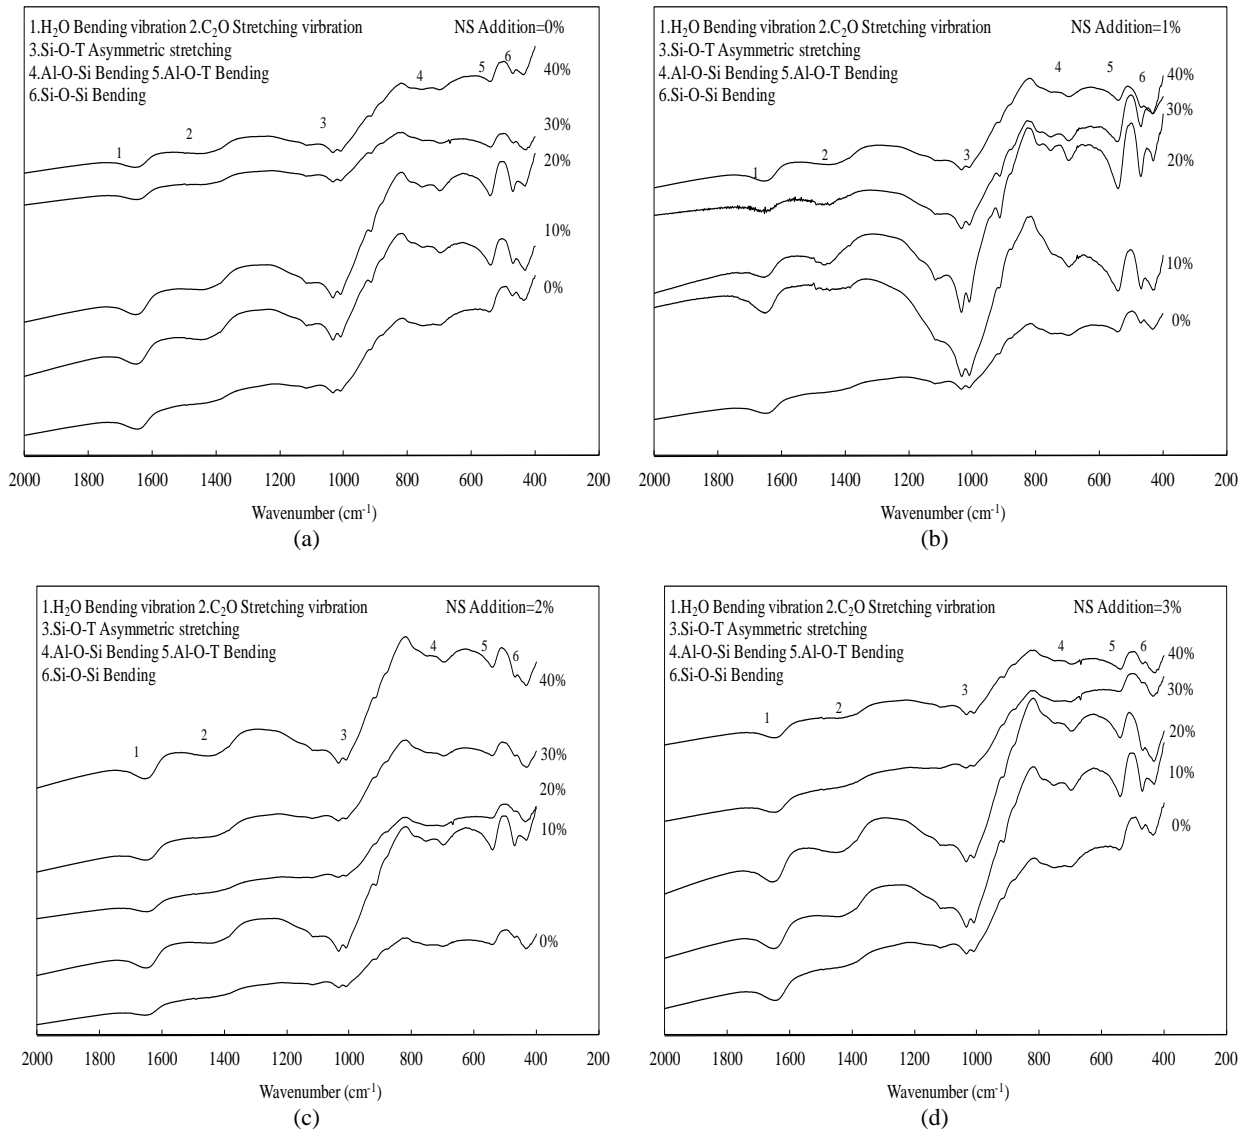 1.H₂O Bending vibration 2.C₂O Stretching virbration NS Addition=0%
3.Si-O-T Asymmetric stretching
4.Al-O-Si Bending 5.Al-O-T Bending
6.Si-O-Si Bending
1 2 3 4 5 6
40%
30%
20%
10%
0%
2000 1600 1200 1000 800 600 400 200
Wavenumber (cm⁻¹)
(a)
1.H₂O Bending vibration 2.C₂O Stretching virbration NS Addition=1%
3.Si-O-T Asymmetric stretching
4.Al-O-Si Bending 5.Al-O-T Bending
6.Si-O-Si Bending
1 2 3 4 5 6
40%
30%
20%
10%
0%
2000 1600 1200 1000 800 600 400 200
Wavenumber (cm⁻¹)
(b)
1.H₂O Bending vibration 2.C₂O Stretching virbration NS Addition=2%
3.Si-O-T Asymmetric stretching
4.Al-O-Si Bending 5.Al-O-T Bending
6.Si-O-Si Bending
1 2 3 4 5 6
40%
30%
20%
10%
0%
2000 1600 1400 1200 1000 800 600 400 200
Wavenumber (cm⁻¹)
(c)
1.H₂O Bending vibration 2.C₂O Stretching virbration NS Addition=3%
3.Si-O-T Asymmetric stretching
4.Al-O-Si Bending 5.Al-O-T Bending
6.Si-O-Si Bending
1 2 3 4 5 6
40%
30%
20%
10%
0%
2000 1600 1400 1200 1000 800 600 400 200
Wavenumber (cm⁻¹)
(d)